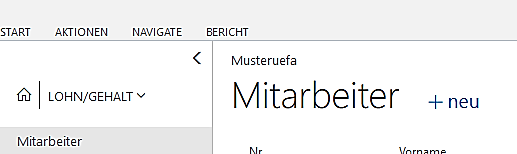 START AKTIONEN NAVIGATE BERICHT
Musteruefa
LOHN/GEHALT
Mitarbeiter + neu
Mitarbeiter
Nr. Vorname